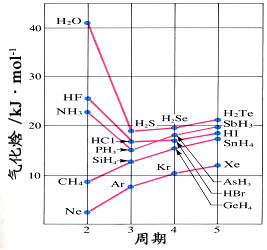 气化焓/kJ·mol⁻¹
40
30
20
10
H₂O
HF
NH₃
CH₄
Ne
H₂S
HCl
PH₃
SiH₄
Ar
H₂Se
Kr
H₂Te
SbH₃
HI
SnH₄
Xe
AsH₃
HBr
GeH₄
2 3 4 5
周期